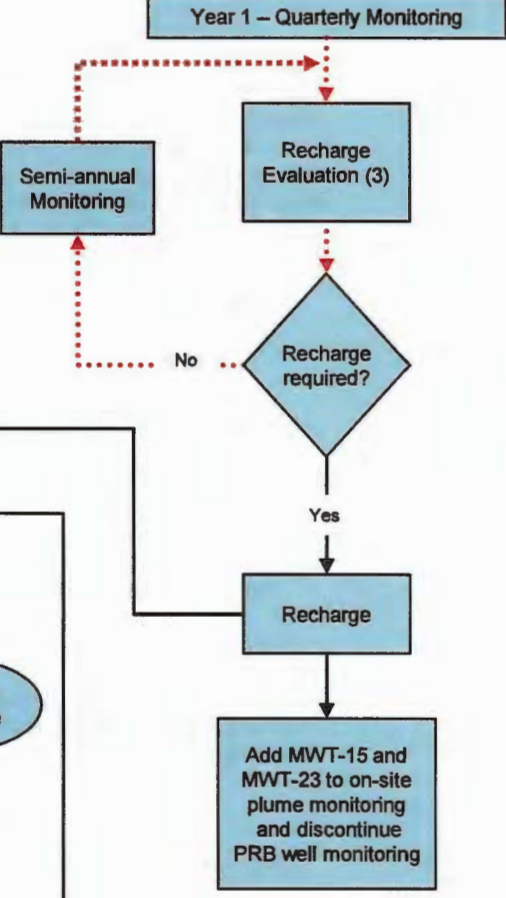 Year 1 – Quarterly Monitoring
Recharge
Evaluation (3)
Semi-annual
Monitoring
Recharge
required?
No
Yes
Recharge
Add MWT-15 and
MWT-23 to on-site
plume monitoring
and discontinue
PRB well monitoring